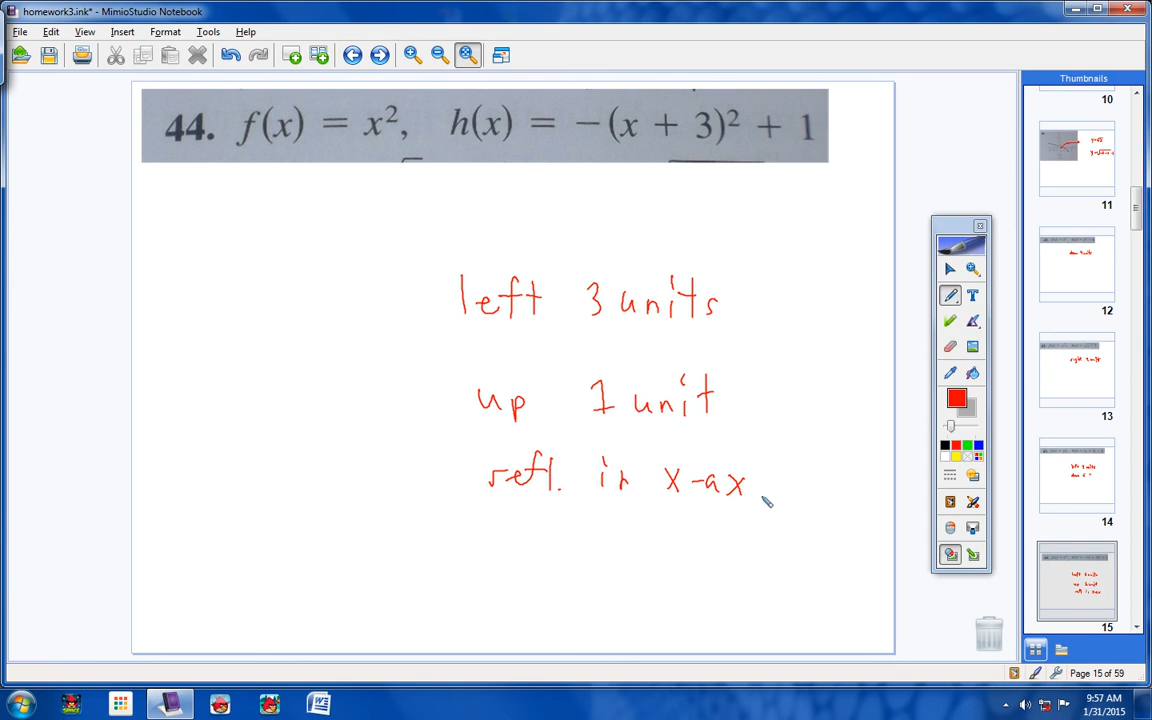 homework3.ink* - MimioStudio Notebook
File Edit View Insert Format Tools Help
44. f(x) = x², h(x) = −(x + 3)² + 1
left 3 units
up 1 unit
refl. in x-ax
Thumbnails
10
11
12
13
14
15
Page 15 of 59
9:57 AM
1/31/2015